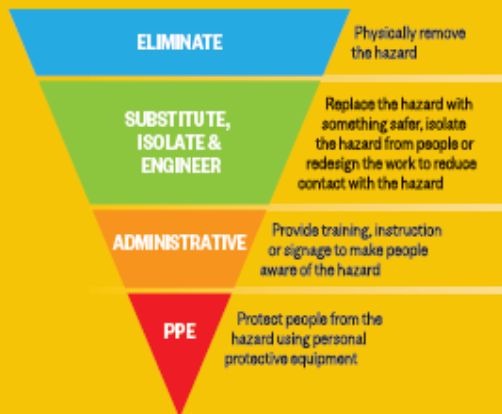 ELIMINATE
Physically remove
the hazard
SUBSTITUTE,
ISOLATE &
ENGINEER
Replace the hazard with
something safer, isolate
the hazard from people or
redesign the work to reduce
contact with the hazard
ADMINISTRATIVE
Provide training, instruction
or signage to make people
aware of the hazard
PPE
Protect people from the
hazard using personal
protective equipment